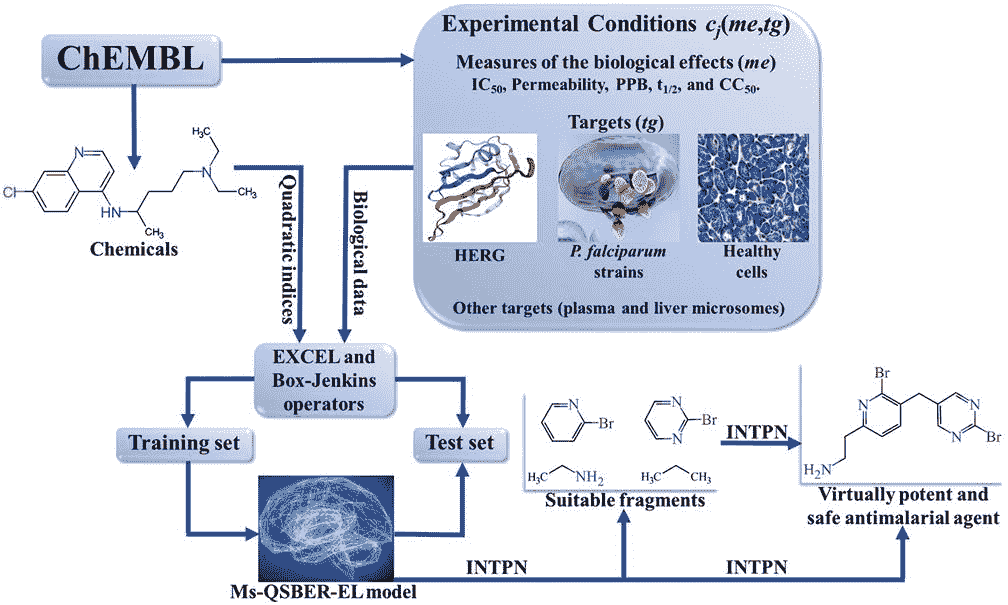 ChEMBL
Experimental Conditions cj(me,tg)
Measures of the biological effects (me)
IC50, Permeability, PPB, t1/2, and CC50.
Targets (tg)
HERG
P. falciparum
strains
Healthy
cells
Other targets (plasma and liver microsomes)
N
Cl
HN
CH3
N
H3C
CH3
Chemicals
Quadratic indices
Biological data
EXCEL and
Box-Jenkins
operators
Training set
Test set
Ms-QSBER-EL model
INTPN
N
Br
N
Br
N
H3C
NH2
H3C
CH3
Suitable fragments
INTPN
Br
N
N
N
Br
H2N
Virtually potent and
safe antimalarial agent
INTPN